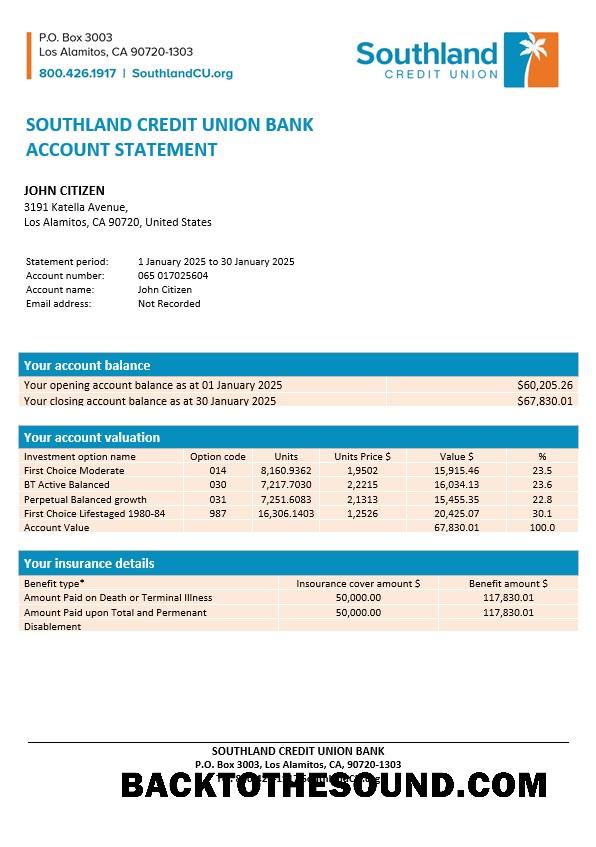 P.O. Box 3003
Los Alamitos, CA 90720-1303
800.426.1917 | SouthlandCU.org
Southland
CREDIT UNION
SOUTHLAND CREDIT UNION BANK
ACCOUNT STATEMENT
JOHN CITIZEN
3191 Katella Avenue,
Los Alamitos, CA 90720, United States
Statement period: 1 January 2025 to 30 January 2025
Account number: 065 017025604
Account name: John Citizen
Email address: Not Recorded
Your account balance
Your opening account balance as at 01 January 2025 $60,205.26
Your closing account balance as at 30 January 2025 $67,830.01
Your account valuation
Investment option name Option code Units Units Price $ Value $ %
First Choice Moderate 014 8,160.9362 1,9502 15,915.46 23.5
BT Active Balanced 030 7,217.7030 2,2215 16,034.13 23.6
Perpetual Balanced growth 031 7,251.6083 2,1313 15,455.35 22.8
First Choice Lifestaged 1980-84 987 16,306.1403 1,2526 20,425.07 30.1
Account Value 67,830.01 100.0
Your insurance details
Benefit type* Insourance cover amount $ Benefit amount $
Amount Paid on Death or Terminal Illness 50,000.00 117,830.01
Amount Paid upon Total and Permenant 50,000.00 117,830.01
Disablement
SOUTHLAND CREDIT UNION BANK
P.O. Box 3003, Los Alamitos, CA, 90720-1303
BACKTOTHESOUND.COM